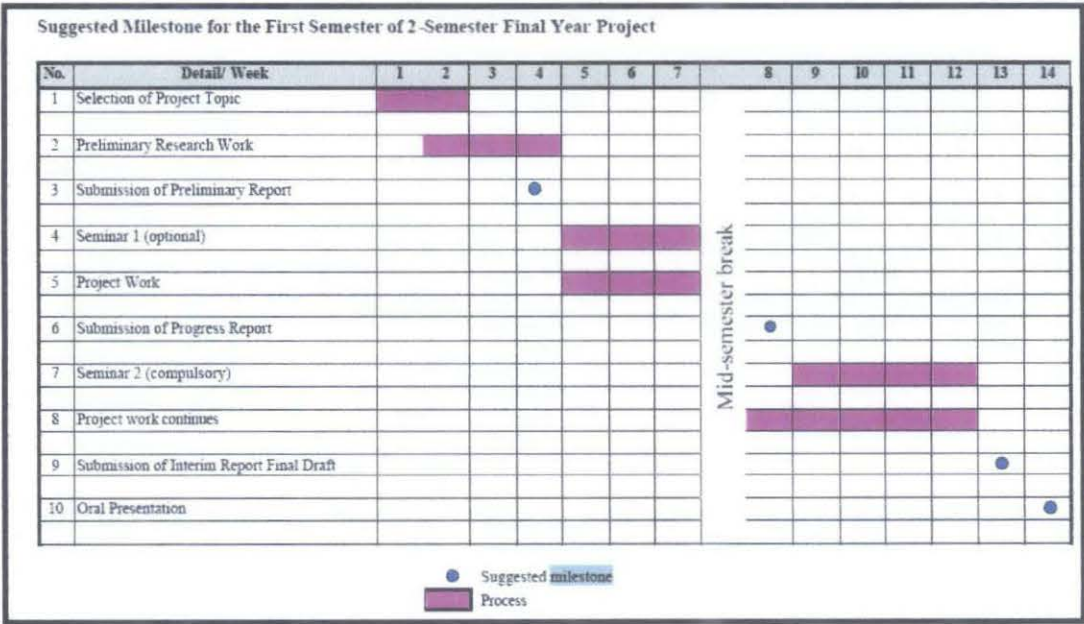 Suggested Milestone for the First Semester of 2-Semester Final Year Project
No. Detail/ Week 1 2 3 4 5 6 7 8 9 10 11 12 13 14
1 Selection of Project Topic
2 Preliminary Research Work
3 Submission of Preliminary Report
4 Seminar 1 (optional)
5 Project Work
Mid-semester break
6 Submission of Progress Report
7 Seminar 2 (compulsory)
8 Project work continues
9 Submission of Interim Report Final Draft
10 Oral Presentation
Suggested milestone
Process